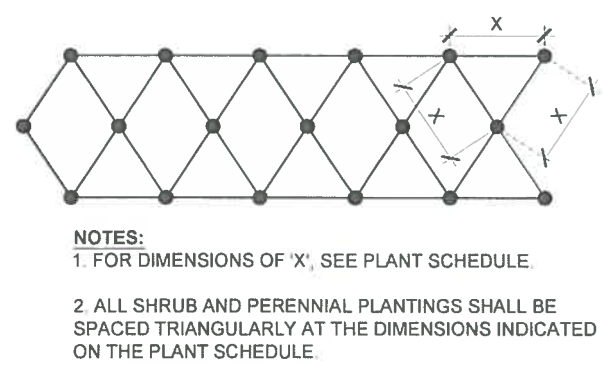 X
X
X
NOTES:
1. FOR DIMENSIONS OF 'X', SEE PLANT SCHEDULE.
2. ALL SHRUB AND PERENNIAL PLANTINGS SHALL BE
SPACED TRIANGULARLY AT THE DIMENSIONS INDICATED
ON THE PLANT SCHEDULE.